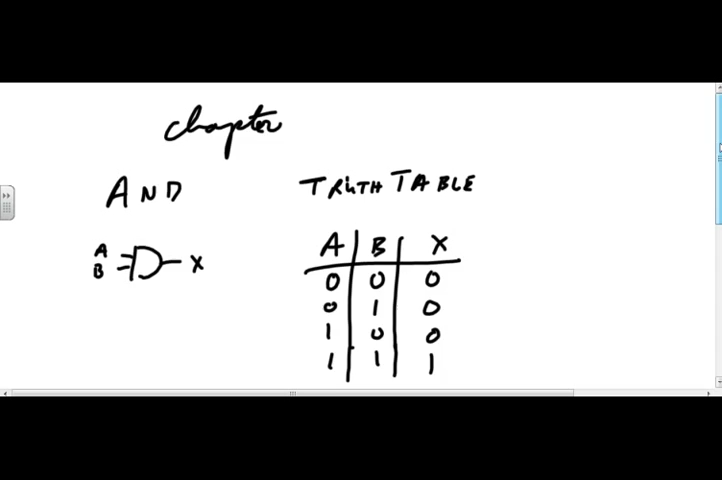 chapter
AND TRUTH TABLE
A B X
A
B X
0 0 0
0 1 0
1 0 0
1 1 1